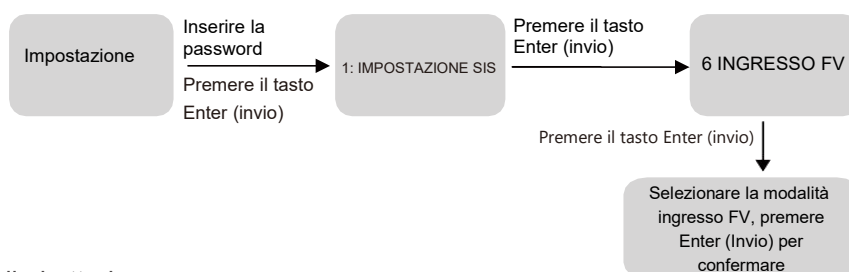 Impostazione
Inserire la
password
Premere il tasto
Enter (invio)
1: IMPOSTAZIONE SIS
Premere il tasto
Enter (invio)
6 INGRESSO FV
Premere il tasto Enter (invio)
Selezionare la modalità
ingresso FV, premere
Enter (Invio) per
confermare